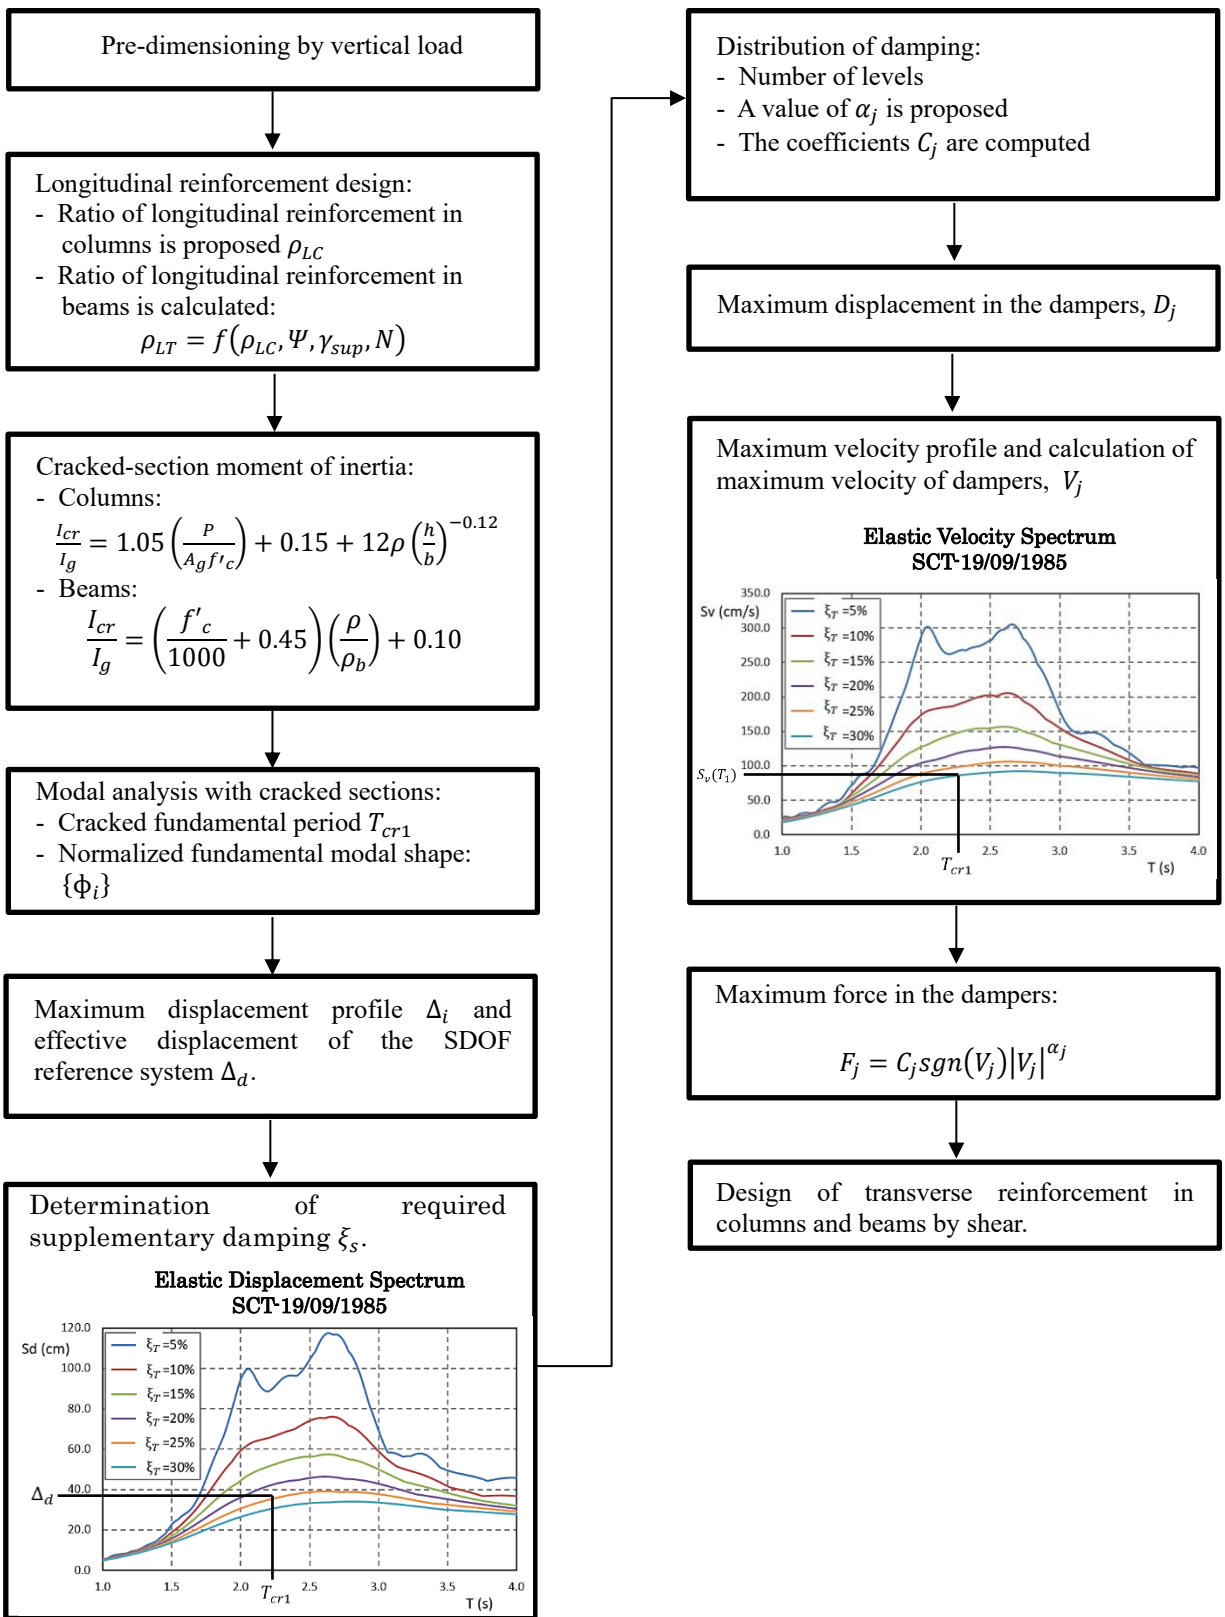 Pre-dimensioning by vertical load
Longitudinal reinforcement design:
- Ratio of longitudinal reinforcement in
columns is proposed ρ_LC
- Ratio of longitudinal reinforcement in
beams is calculated:
ρ_LT = f(ρ_LC, Ψ, γ_sup, N)
Cracked-section moment of inertia:
- Columns:
I_cr/I_g = 1.05 (P/(A_g f'_c)) + 0.15 + 12ρ (h/b)^−0.12
- Beams:
I_cr/I_g = (f'_c/1000 + 0.45) (ρ/ρ_b) + 0.10
Modal analysis with cracked sections:
- Cracked fundamental period T_cr1
- Normalized fundamental modal shape:
{ϕ_i}
Maximum displacement profile Δ_i and
effective displacement of the SDOF
reference system Δ_d.
Determination of required
supplementary damping ξ_s.
Elastic Displacement Spectrum
SCT-19/09/1985
Sd (cm)
120.0
100.0
80.0
60.0
40.0
20.0
0.0
Δ_d
ξ_T =5%
ξ_T =10%
ξ_T =15%
ξ_T =20%
ξ_T =25%
ξ_T =30%
1.0 1.5 2.0 2.5 3.0 3.5 4.0
T_cr1
T (s)
Distribution of damping:
- Number of levels
- A value of α_j is proposed
- The coefficients C_j are computed
Maximum displacement in the dampers, D_j
Maximum velocity profile and calculation of
maximum velocity of dampers, V_j
Elastic Velocity Spectrum
SCT-19/09/1985
Sv (cm/s)
350.0
300.0
250.0
200.0
150.0
100.0
50.0
0.0
S_v(T_1)
ξ_T =5%
ξ_T =10%
ξ_T =15%
ξ_T =20%
ξ_T =25%
ξ_T =30%
1.0 1.5 2.0 2.5 3.0 3.5 4.0
T_cr1
T (s)
Maximum force in the dampers:
F_j = C_j sgn(V_j)|V_j|^α_j
Design of transverse reinforcement in
columns and beams by shear.